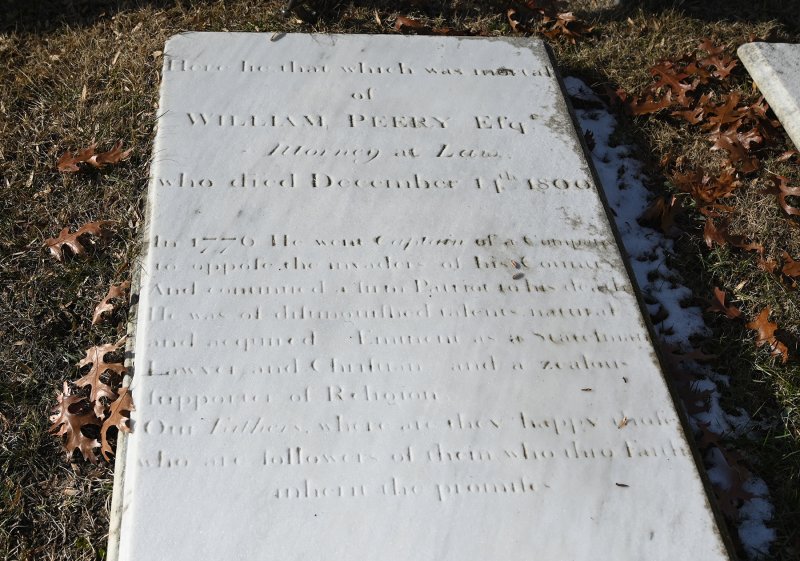 Here lie that which was mortal
of
WILLIAM PEERY Eſqʳ
Attorney at Law
who died December 17ᵗʰ 1800
In 1776 He went Captain of a Company
to oppoſe the invaders of his Country
And continued a firm Patriot to his death
He was of diſtinguiſhed talents natural
and acquired Eminent as a Stateſman
Lawyer and Chriſtian and a zealous
ſupporter of Religion
Our Fathers, where are they, happy thoſe
who are followers of them who thro Faith
inherit the promiſes